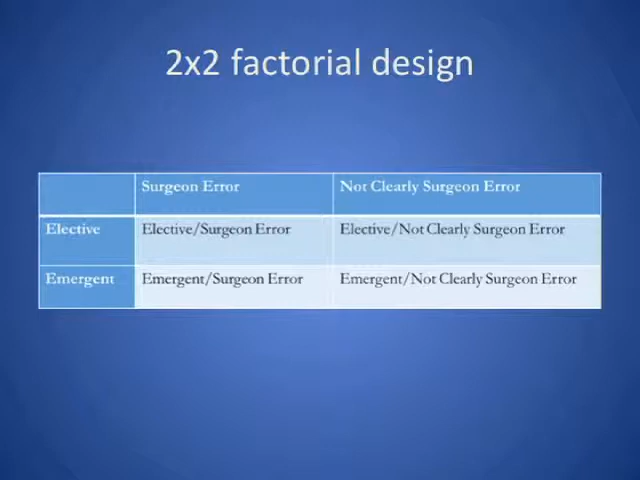 2x2 factorial design
Surgeon Error Not Clearly Surgeon Error
Elective Elective/Surgeon Error Elective/Not Clearly Surgeon Error
Emergent Emergent/Surgeon Error Emergent/Not Clearly Surgeon Error